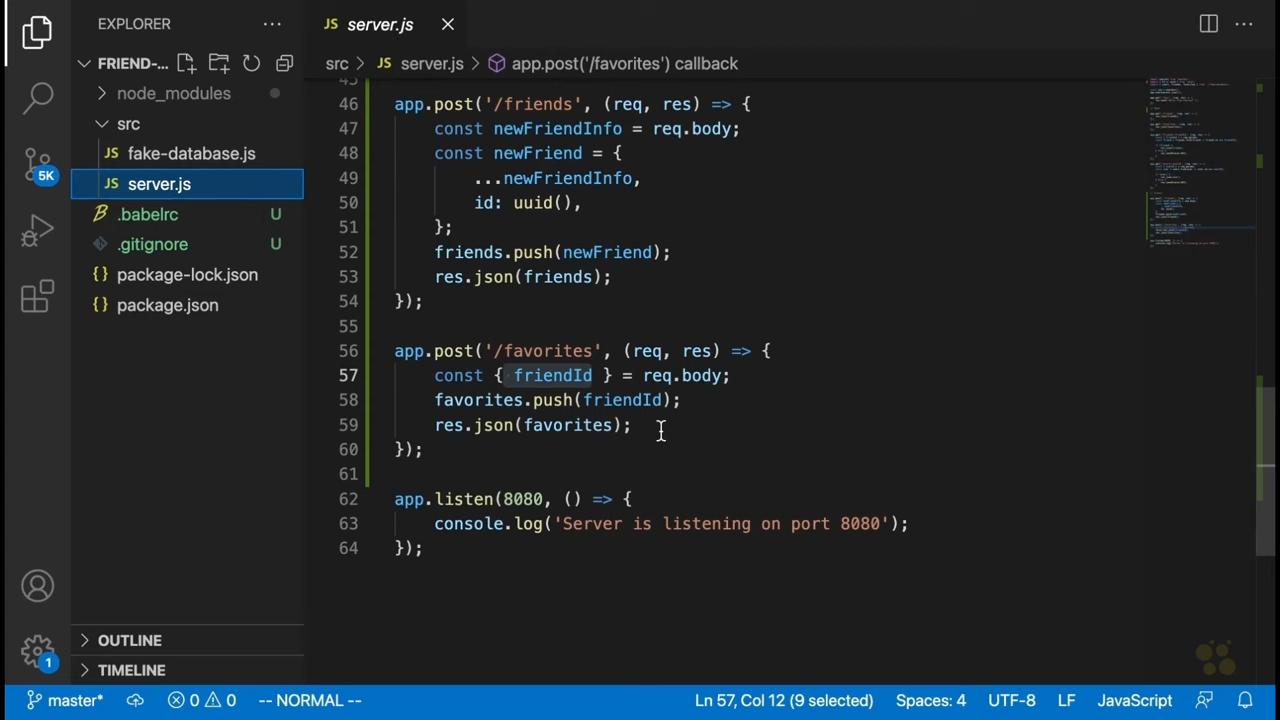 EXPLORER
server.js
FRIEND-...
src > server.js > app.post('/favorites') callback
node_modules
src
fake-database.js
server.js
5K
.babelrc U
.gitignore U
package-lock.json
package.json
45
46 app.post('/friends', (req, res) => {
47 const newFriendInfo = req.body;
48 const newFriend = {
49 ...newFriendInfo,
50 id: uuid(),
51 };
52 friends.push(newFriend);
53 res.json(friends);
54 });
55
56 app.post('/favorites', (req, res) => {
57 const { friendId } = req.body;
58 favorites.push(friendId);
59 res.json(favorites);
60 });
61
62 app.listen(8080, () => {
63 console.log('Server is listening on port 8080');
64 });
OUTLINE
TIMELINE
1
master* 0 0 -- NORMAL -- Ln 57, Col 12 (9 selected) Spaces: 4 UTF-8 LF JavaScript